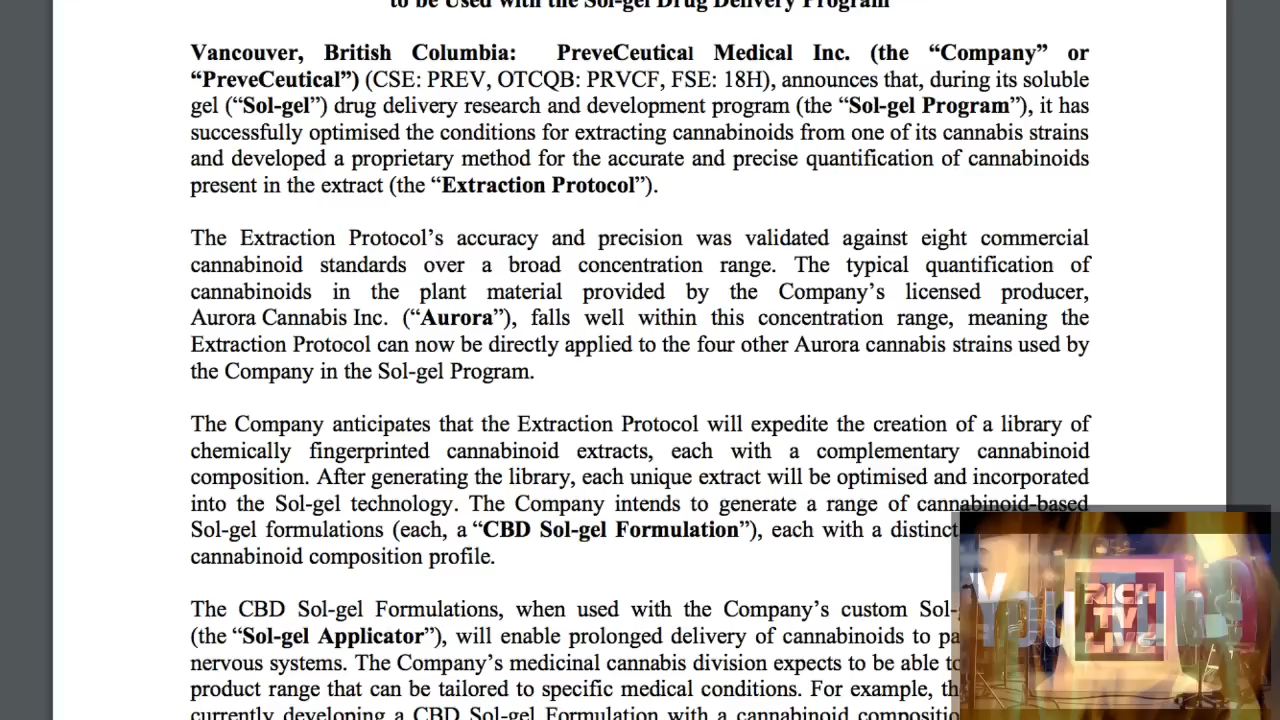 to be Used with the Sol-gel Drug Delivery Program
Vancouver, British Columbia: PreveCeutical Medical Inc. (the “Company” or
“PreveCeutical”) (CSE: PREV, OTCQB: PRVCF, FSE: 18H), announces that, during its soluble
gel (“Sol-gel”) drug delivery research and development program (the “Sol-gel Program”), it has
successfully optimised the conditions for extracting cannabinoids from one of its cannabis strains
and developed a proprietary method for the accurate and precise quantification of cannabinoids
present in the extract (the “Extraction Protocol”).
The Extraction Protocol’s accuracy and precision was validated against eight commercial
cannabinoid standards over a broad concentration range. The typical quantification of
cannabinoids in the plant material provided by the Company’s licensed producer,
Aurora Cannabis Inc. (“Aurora”), falls well within this concentration range, meaning the
Extraction Protocol can now be directly applied to the four other Aurora cannabis strains used by
the Company in the Sol-gel Program.
The Company anticipates that the Extraction Protocol will expedite the creation of a library of
chemically fingerprinted cannabinoid extracts, each with a complementary cannabinoid
composition. After generating the library, each unique extract will be optimised and incorporated
into the Sol-gel technology. The Company intends to generate a range of cannabinoid-based
Sol-gel formulations (each, a “CBD Sol-gel Formulation”), each with a distinct
cannabinoid composition profile.
The CBD Sol-gel Formulations, when used with the Company’s custom Sol-
(the “Sol-gel Applicator”), will enable prolonged delivery of cannabinoids to
nervous systems. The Company’s medicinal cannabis division expects to be able
product range that can be tailored to specific medical conditions. For example,
currently developing a CBD Sol-gel Formulation with a cannabinoid
RICH
TV
LIVE